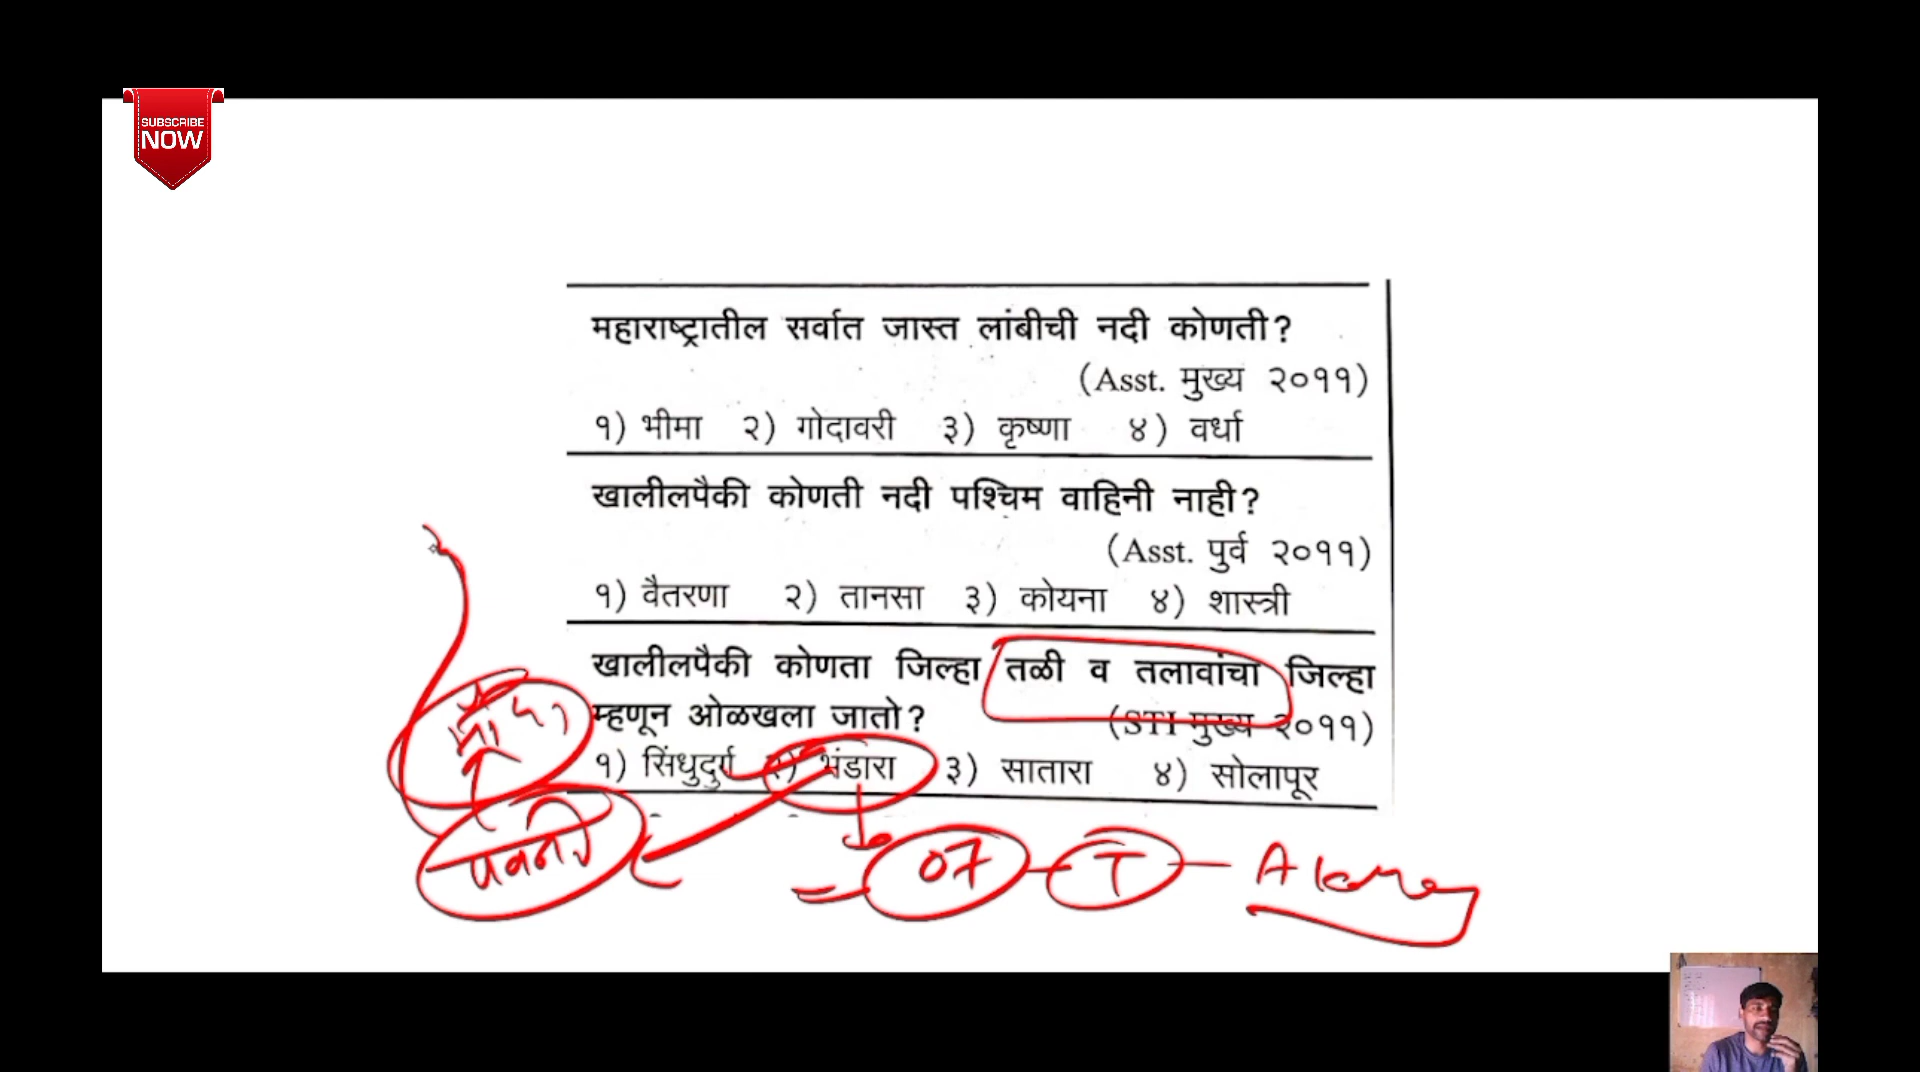 SUBSCRIBE
NOW
महाराष्ट्रातील सर्वात जास्त लांबीची नदी कोणती?
(Asst. मुख्य २०११)
१) भीमा २) गोदावरी ३) कृष्णा ४) वर्धा
खालीलपैकी कोणती नदी पश्चिम वाहिनी नाही?
(Asst. पुर्व २०११)
१) वैतरणा २) तानसा ३) कोयना ४) शास्त्री
खालीलपैकी कोणता जिल्हा तळी व तलावांचा जिल्हा
म्हणून ओळखला जातो?
(STI मुख्य २०११)
१) सिंधुदुर्ग २) भंडारा ३) सातारा ४) सोलापूर
07 T